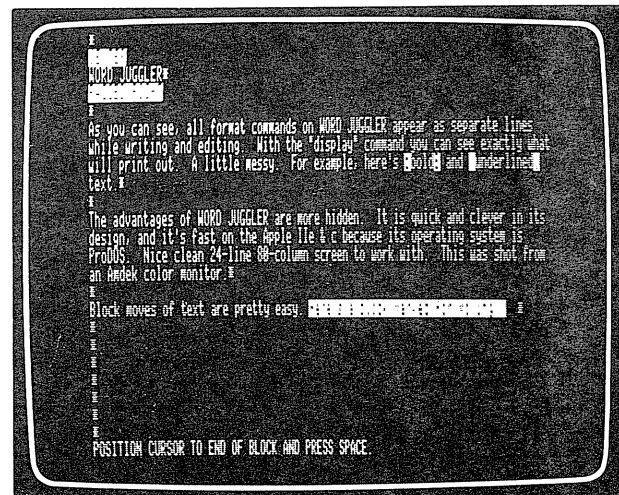 WORD JUGGLER
As you can see, all format commands on WORD JUGGLER appear as separate lines
while writing and editing. With the "display" command you can see exactly what
will print out. A little messy. For example, here's bold and underlined
text.
The advantages of WORD JUGGLER are more hidden. It is quick and clever in its
design, and it's fast on the Apple IIe & c because its operating system is
ProDOS. Nice clean 24-line 80-column screen to work with. This was shot from
an Amdek color monitor.
Block moves of text are pretty easy.
POSITION CURSOR TO END OF BLOCK AND PRESS SPACE.